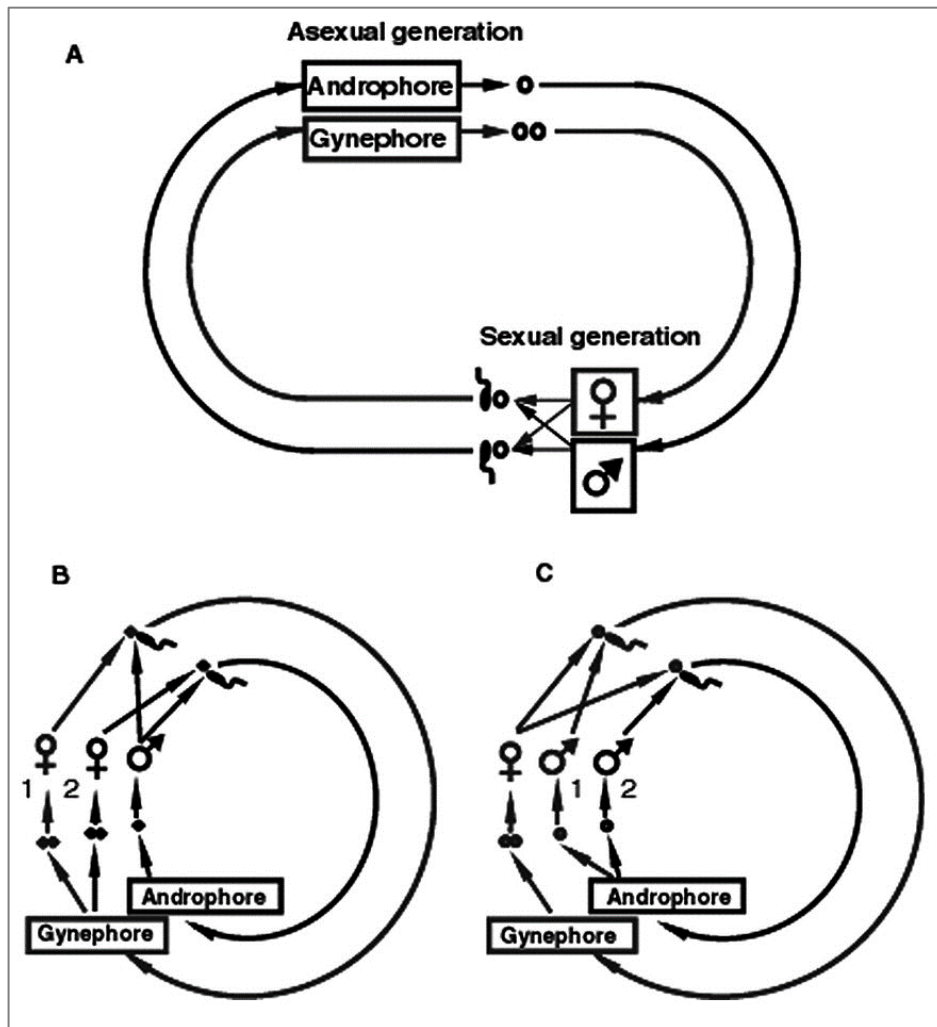 A
Asexual generation
Androphore
Gynephore
Sexual generation
♀
♂
B
C
♀ ♀ ♂
1 2
♀ ♂ ♂
1 2
Androphore
Gynephore
Androphore
Gynephore